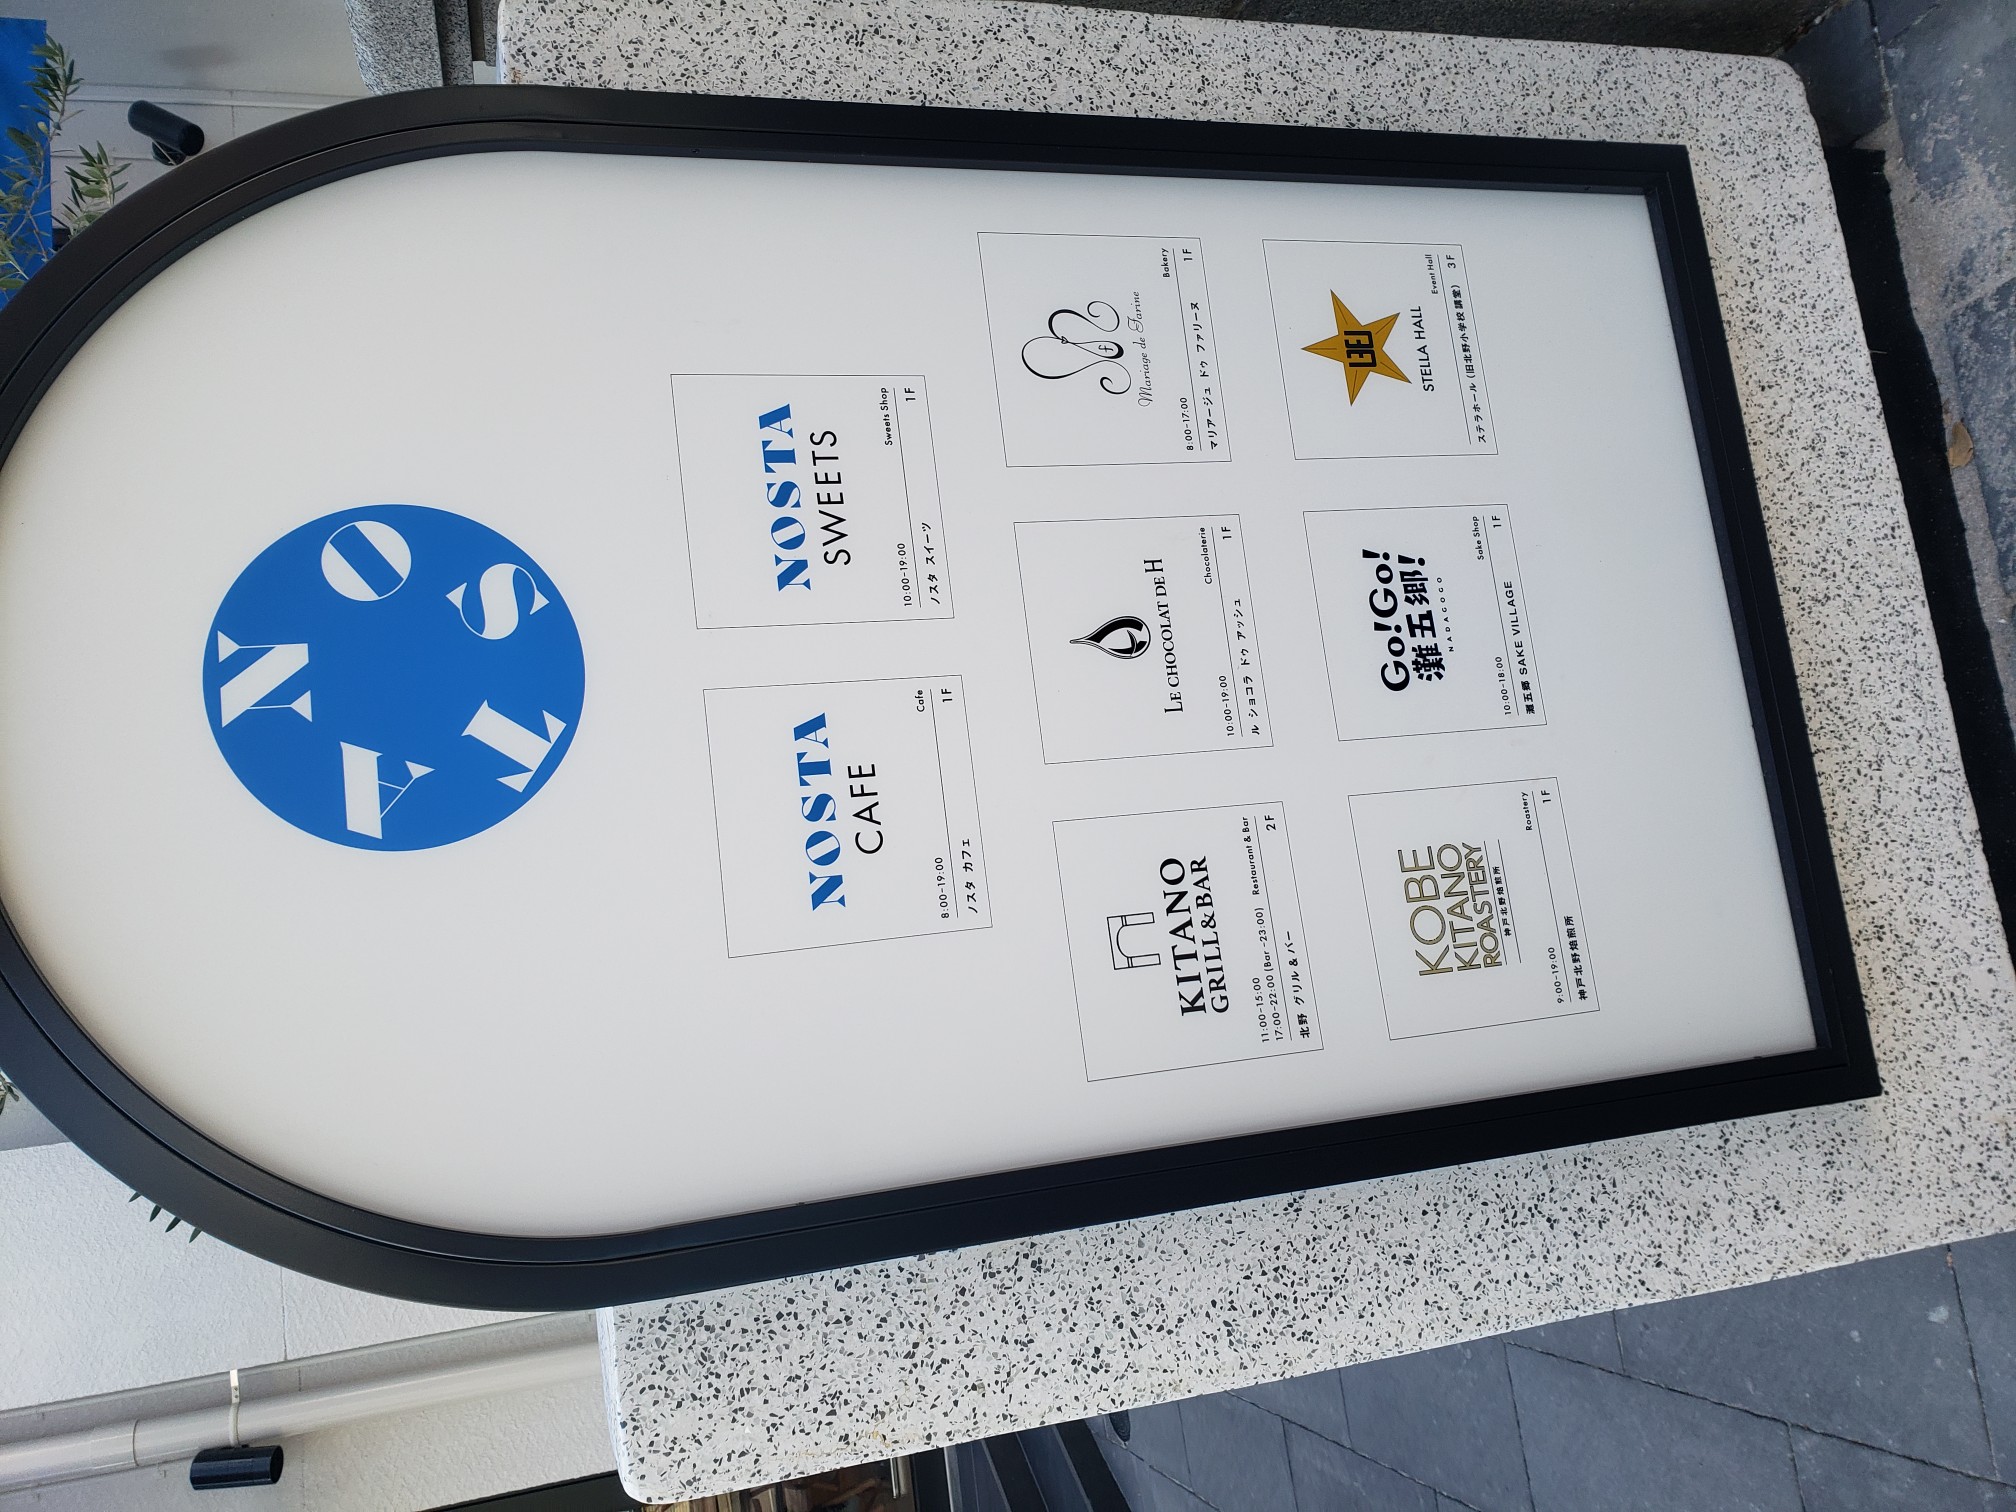 NOSTA
NOSTA
CAFE
Cafe
8:00-19:00
1F
ノスタ カフェ
NOSTA
SWEETS
Sweets Shop
10:00-19:00
1F
ノスタ スイーツ
KITANO
GRILL&BAR
11:00-15:00
17:00-22:00 (Bar -23:00) Restaurant & Bar
2F
北野 グリル & バー
LE CHOCOLAT DE H
Chocolaterie
10:00-19:00
1F
ル ショコラ ドゥ アッシュ
Mariage de Farine
Bakery
8:00-17:00
1F
マリアージュ ドゥ ファリーヌ
KOBE
KITANO
ROASTERY
神戸北野焙煎所
Roastery
9:00-19:00
1F
神戸北野焙煎所
Go!Go!
灘五郷!
NADAGOGO
Sake Shop
10:00-18:00
1F
灘五郷 SAKE VILLAGE
STELLA HALL
Event Hall
ステラホール (旧北野小学校 講堂)
3F